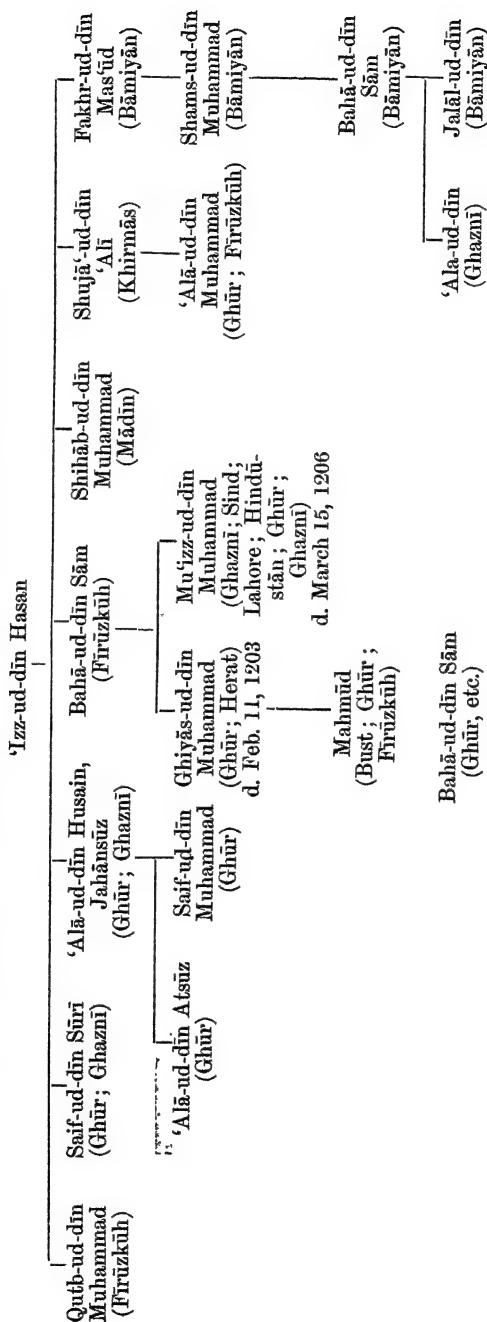 ‘Izz-ud-dīn Hasan
Qutb-ud-dīn
Muhammad
(Fīrūzkūh)
Saif-ud-dīn Sūrī
(Ghūr; Ghaznī)
‘Alā-ud-dīn Husain,
Jahānsūz
(Ghūr; Ghaznī)
Bahā-ud-dīn Sām
(Fīrūzkūh)
Shihāb-ud-dīn
Muhammad
(Mādīn)
Shujā‘-ud-dīn
‘Alī
(Khirmās)
Fakhr-ud-dīn
Mas‘ūd
(Bāmiyān)
‘Alā-ud-dīn Atsūz
(Ghūr)
Saif-ud-dīn
Muhammad
(Ghūr)
Ghiyās-ud-dīn
Muhammad
(Ghūr; Herat)
d. Feb. 11, 1203
Mu‘izz-ud-dīn
Muhammad
(Ghaznī; Sind;
Lahore; Hindū-
stān; Ghūr;
Ghaznī)
d. March 15, 1206
‘Alā-ud-dīn
Muhammad
(Ghūr; Fīrūzkūh)
Shams-ud-dīn
Muhammad
(Bāmiyān)
Mahmūd
(Bust; Ghūr;
Fīrūzkūh)
Bahā-ud-dīn
Sām
(Bāmiyān)
Bahā-ud-dīn Sām
(Ghūr, etc.)
‘Ala-ud-dīn
(Ghaznī)
Jalāl-ud-dīn
(Bāmiyān)